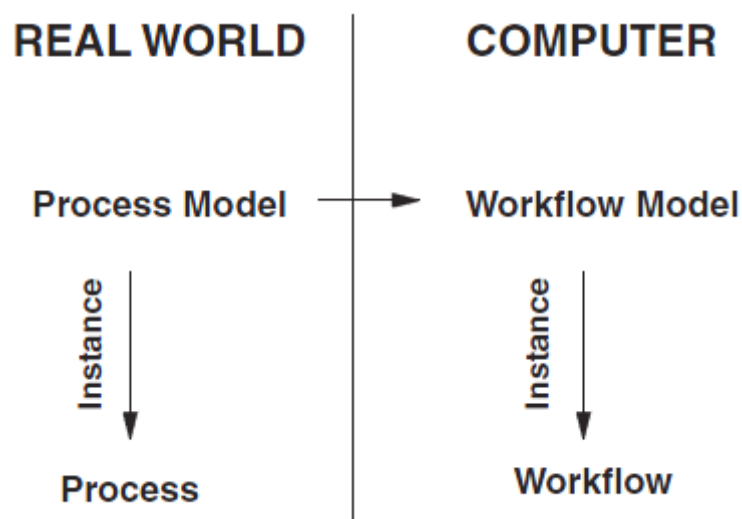 REAL WORLD
COMPUTER
Process Model
Workflow Model
Instance
Instance
Process
Workflow